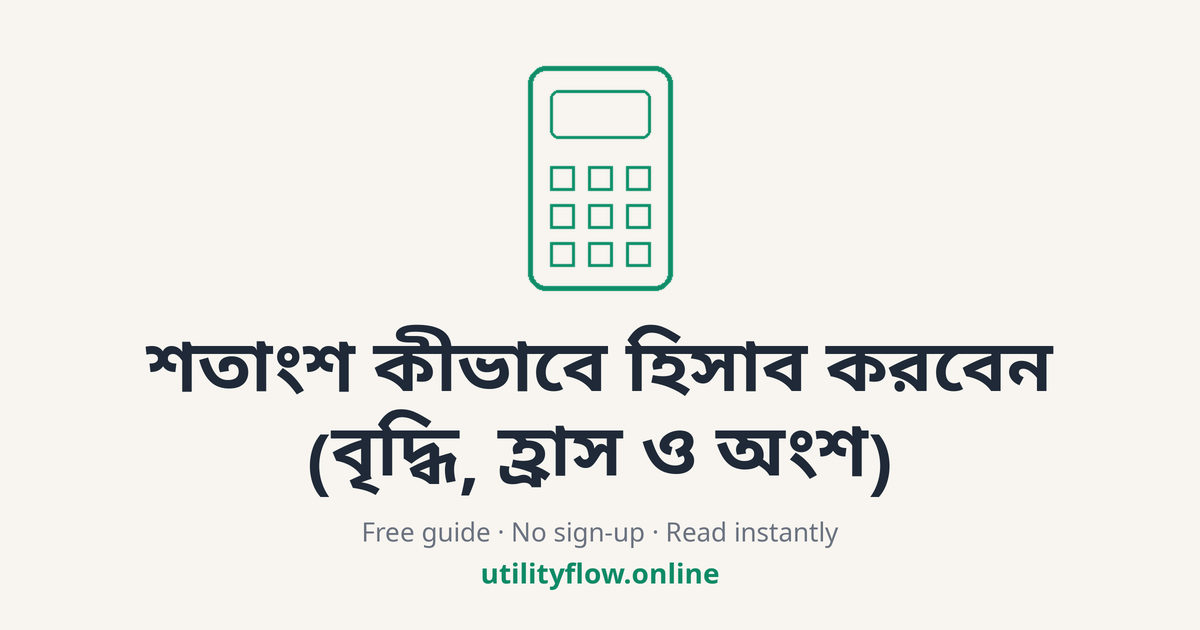 শতাংশ কীভাবে হিসাব করবেন
(বৃদ্ধি, হ্রাস ও অংশ)
Free guide · No sign-up · Read instantly
utilityflow.online